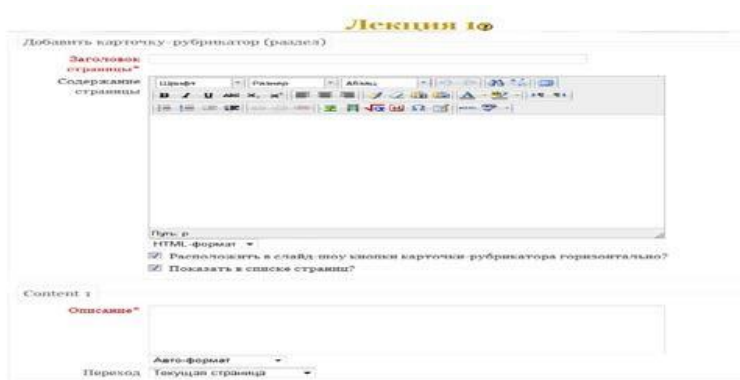 Лекция 1
Добавить карточку-рубрикатор (раздел)
Заголовок
страницы*
Содержание
страницы
Шрифт Размер Абзац
Путь: p
HTML-формат
Расположить в слайд-шоу кнопки карточки-рубрикатора горизонтально?
Показать в списке страниц?
Content 1
Описание*
Авто-формат
Переход Текущая страница